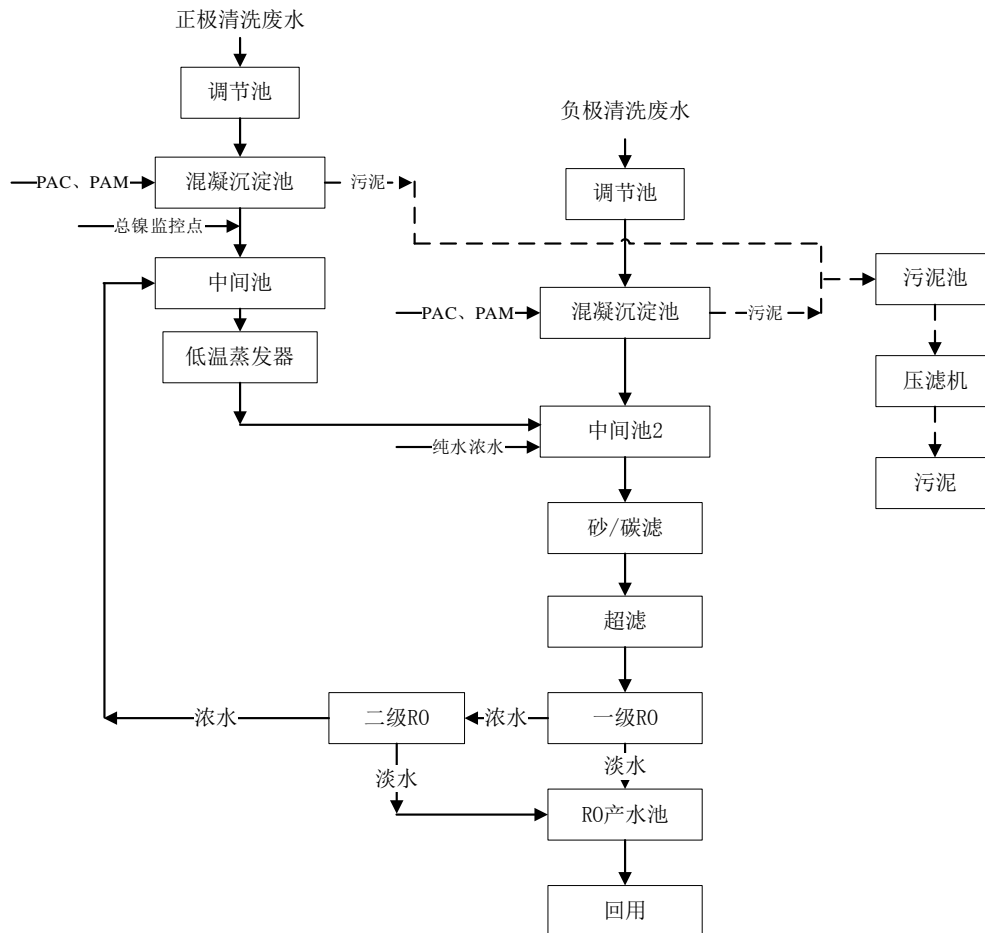 正极清洗废水
调节池
负极清洗废水
PAC、PAM
混凝沉淀池
污泥
调节池
总镍监控点
中间池
污泥池
PAC、PAM
混凝沉淀池
污泥
低温蒸发器
压滤机
中间池2
纯水浓水
污泥
砂/碳滤
超滤
浓水
二级RO
浓水
一级RO
淡水
淡水
RO产水池
回用